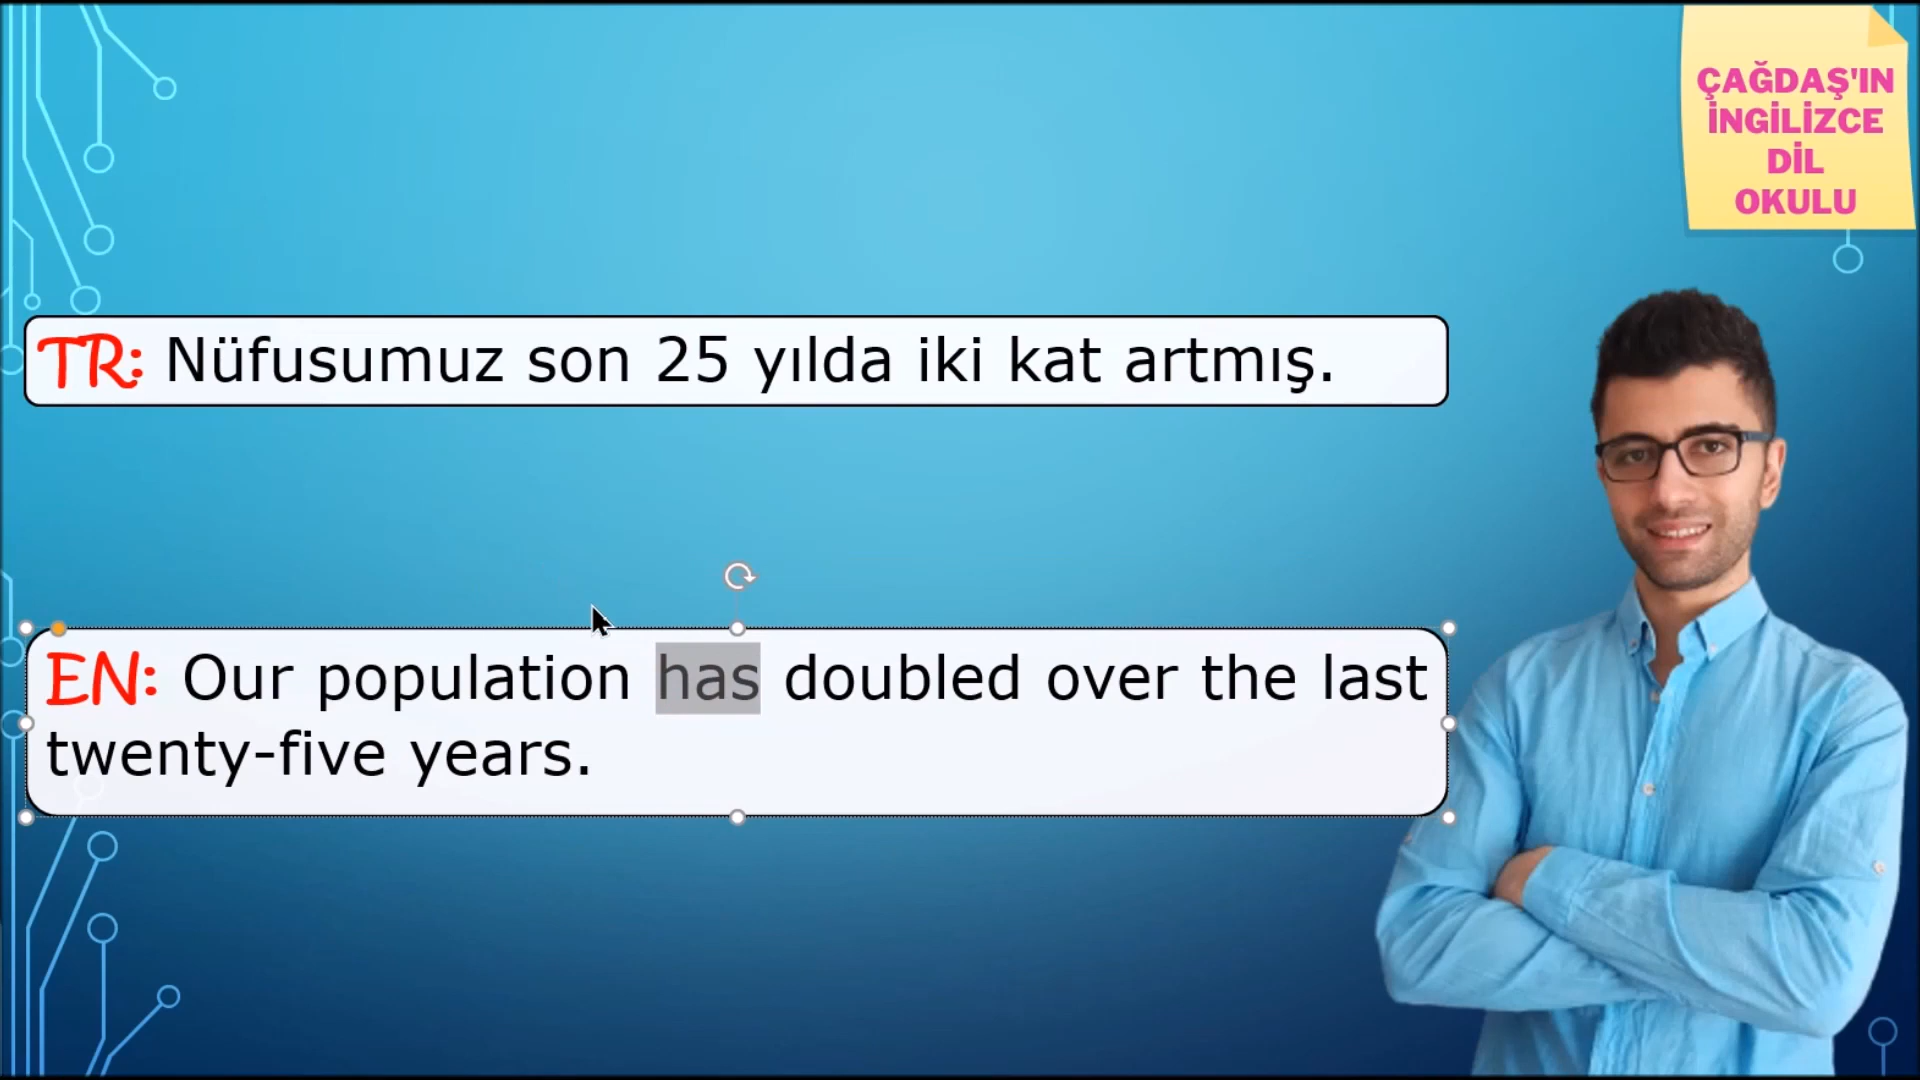 ÇAĞDAŞ'IN
İNGİLİZCE
DİL
OKULU
TR: Nüfusumuz son 25 yılda iki kat artmış.
EN: Our population has doubled over the last
twenty-five years.